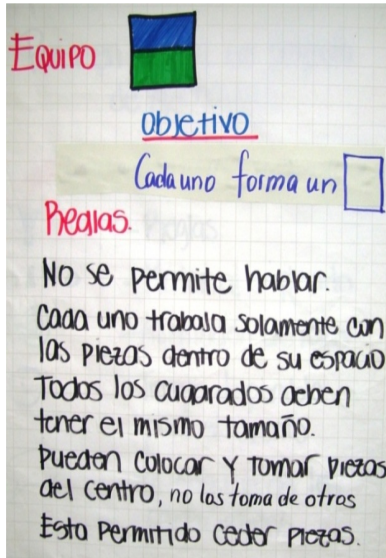 Equipo
Objetivo
Cada uno forma un
Reglas.
No se permite hablar.
Cada uno trabaja solamente con
las piezas dentro de su espacio
Todos los cuadrados deben
tener el mismo tamaño.
Pueden colocar y tomar piezas
del centro, no las toma de otros
Esta permitido ceder piezas.